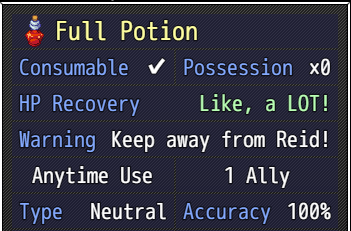 Full Potion
Consumable ✔ Possession x0
HP Recovery Like, a LOT!
Warning Keep away from Reid!
Anytime Use 1 Ally
Type Neutral Accuracy 100%